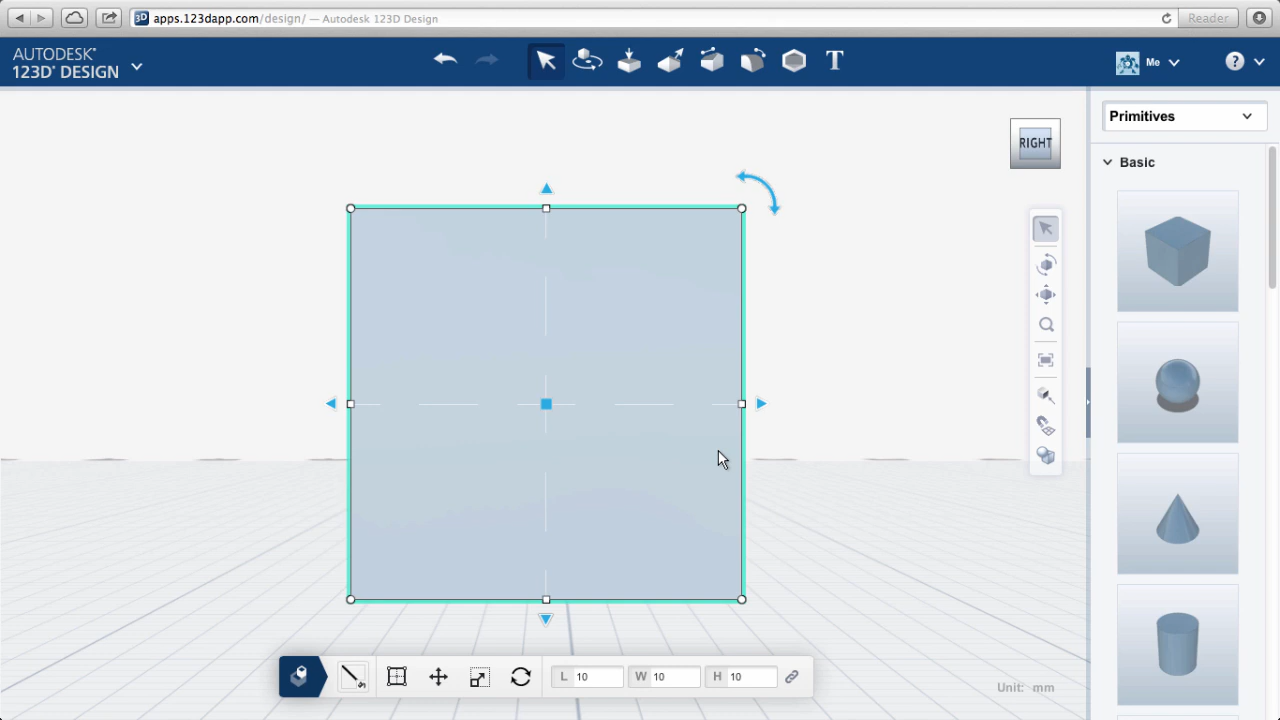 3D apps.123dapp.com/design/ — Autodesk 123D Design
Reader
AUTODESK®
123D® DESIGN
T
Me
?
Primitives
RIGHT
Basic
L 10 W 10 H 10
Unit: mm